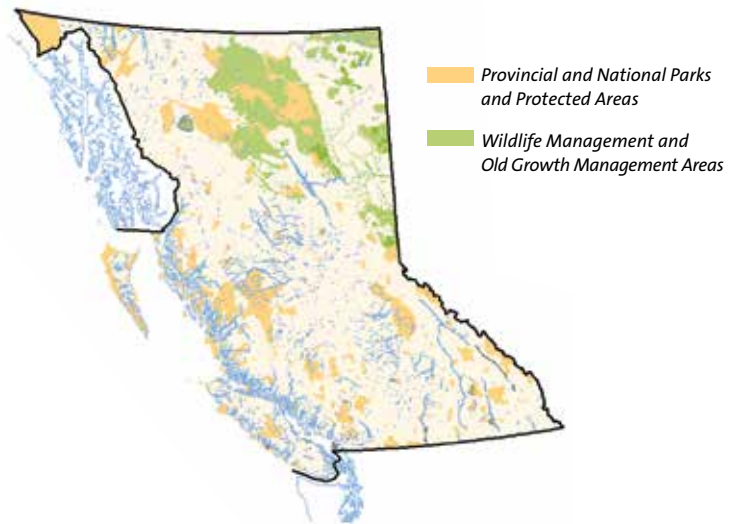 Provincial and National Parks
and Protected Areas
Wildlife Management and
Old Growth Management Areas